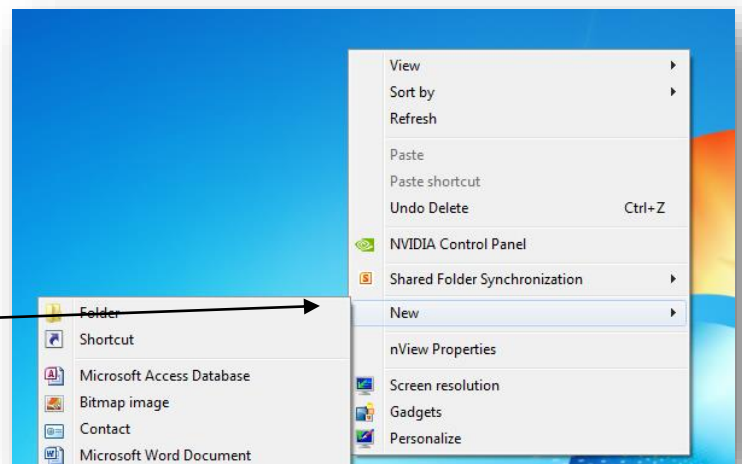 View
Sort by
Refresh
Paste
Paste shortcut
Undo Delete Ctrl+Z
NVIDIA Control Panel
S Shared Folder Synchronization
New
nView Properties
Screen resolution
Gadgets
Personalize
Folder
Shortcut
Microsoft Access Database
Bitmap image
Contact
Microsoft Word Document